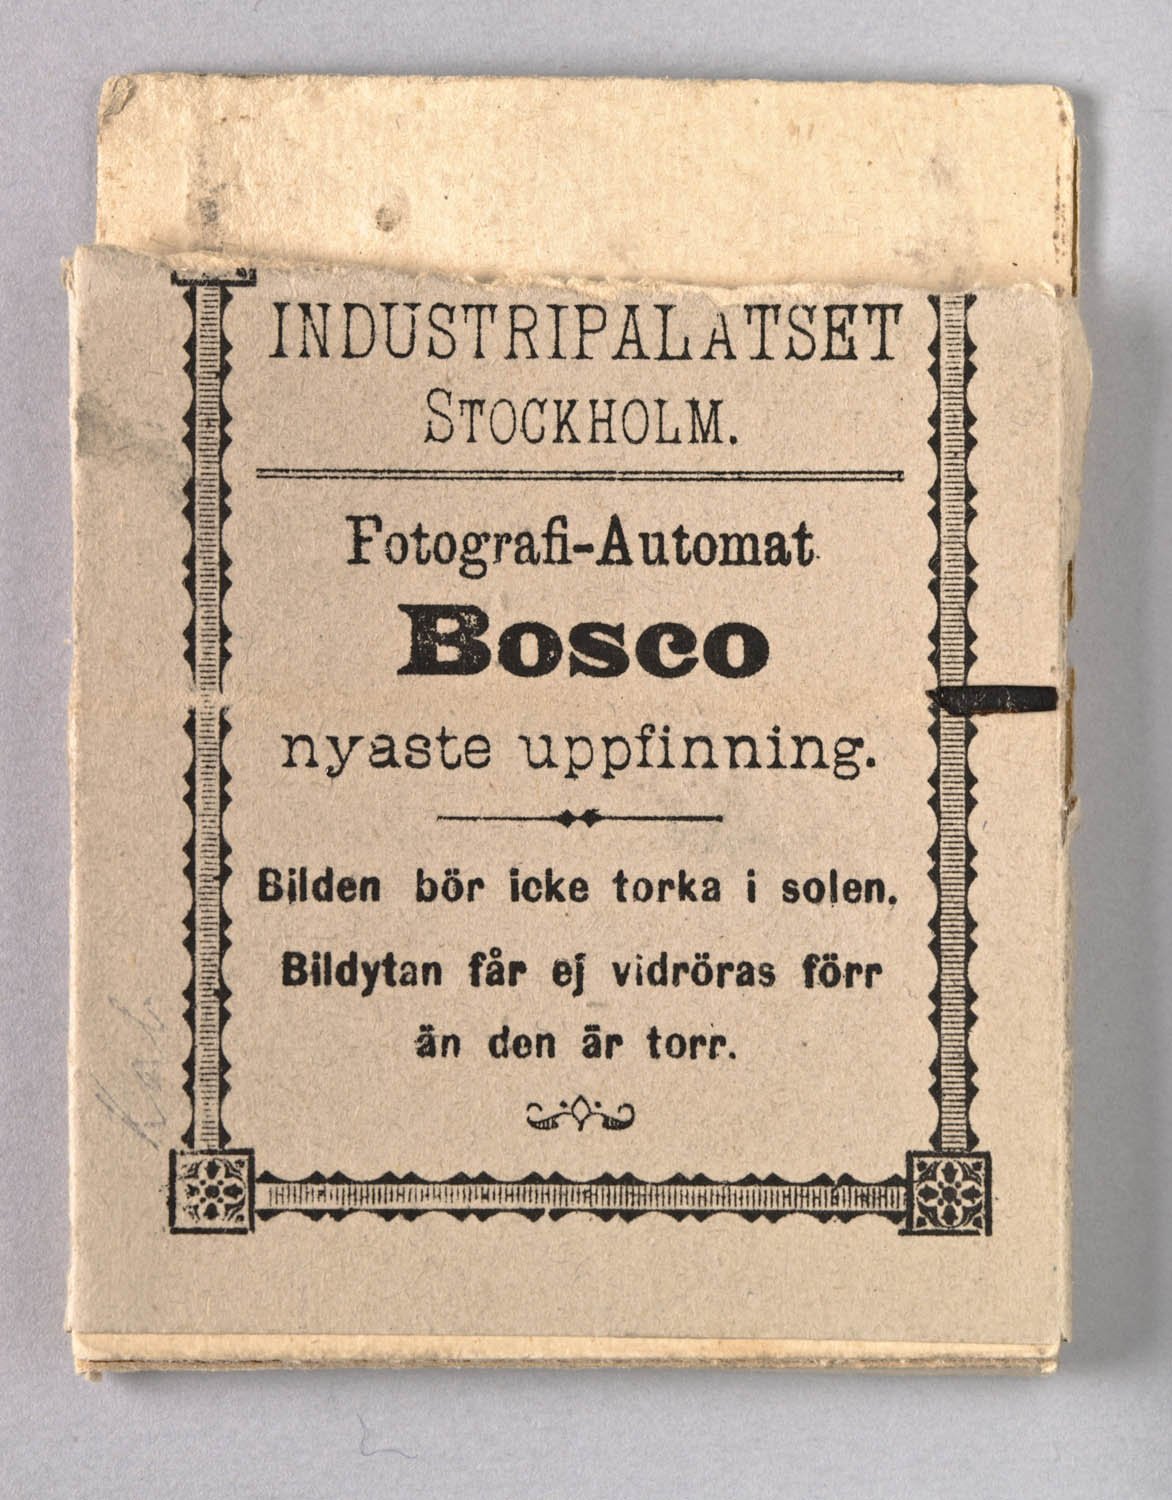 INDUSTRIPALATSET
STOCKHOLM.
Fotografi-Automat
Bosco
nyaste uppfinning.
Bilden bör icke torka i solen.
Bildytan får ej vidröras förr
än den är torr.